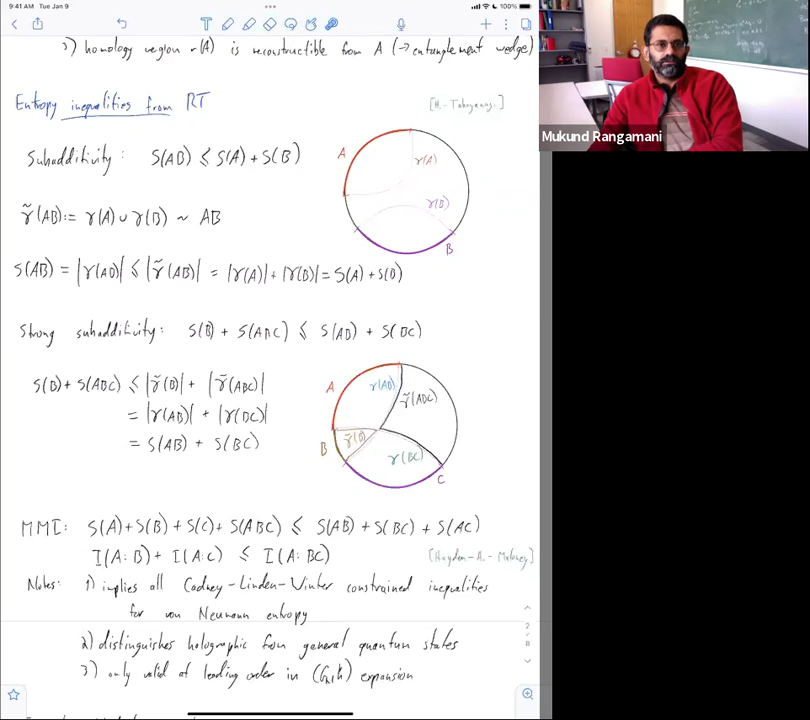 9:41 AM Tue Jan 9
100%
3) homology region r(A) is reconstructible from A (→ entanglement wedge)
Entropy inequalities from RT
[H.-Takayanagi]
Subadditivity: S(AB) ≤ S(A) + S(B)
A
γ(A)
γ(B)
B
γ̃(AB) := γ(A) ∪ γ(B) ~ AB
S(AB) = |γ(AB)| ≤ |γ̃(AB)| = |γ(A)| + |γ(B)| = S(A) + S(B)
Strong subadditivity: S(B) + S(ABC) ≤ S(AB) + S(BC)
S(B) + S(ABC) ≤ |γ̃(B)| + |γ̃(ABC)|
= |γ(AB)| + |γ(BC)|
= S(AB) + S(BC)
A
γ(AB)
γ̃(ABC)
B
γ̃(B)
γ(BC)
C
MMI: S(A) + S(B) + S(C) + S(ABC) ≤ S(AB) + S(BC) + S(AC)
I(A:B) + I(A:C) ≤ I(A:BC)
[Hayden-H.-Maloney]
Notes: 1) implies all Cadney-Linden-Winter constrained inequalities
for von Neumann entropy
2) distinguishes holographic from general quantum states
3) only valid at leading order in (G_N ℏ) expansion
2
8
Mukund Rangamani